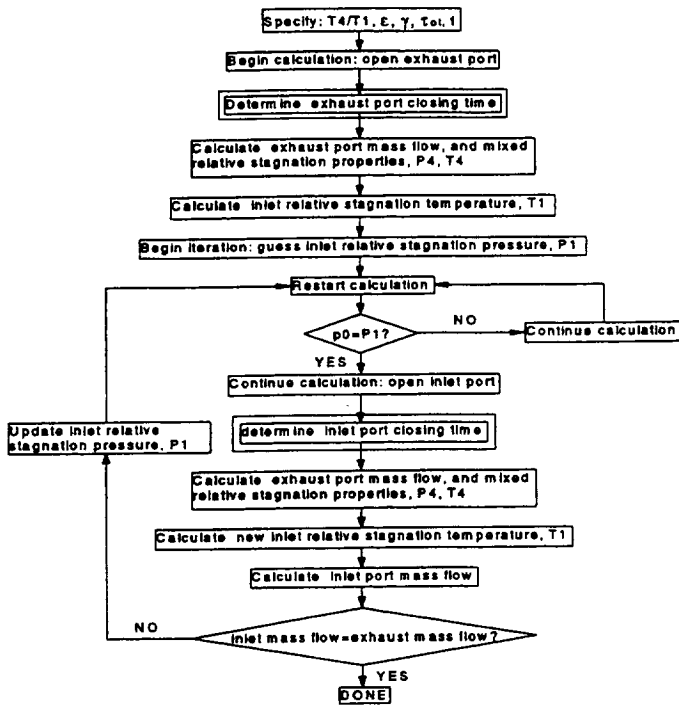 Specify: T4/T1, ε, γ, τol,1
Begin calculation: open exhaust port
Determine exhaust port closing time
Calculate exhaust port mass flow, and mixed
relative stagnation properties, P4, T4
Calculate inlet relative stagnation temperature, T1
Begin iteration: guess inlet relative stagnation pressure, P1
Restart calculation
p0=P1?
NO
Continue calculation
YES
Continue calculation: open inlet port
Update inlet relative
stagnation pressure, P1
determine inlet port closing time
Calculate exhaust port mass flow, and mixed
relative stagnation properties, P4, T4
Calculate new inlet relative stagnation temperature, T1
Calculate inlet port mass flow
NO
inlet mass flow=exhaust mass flow?
YES
DONE